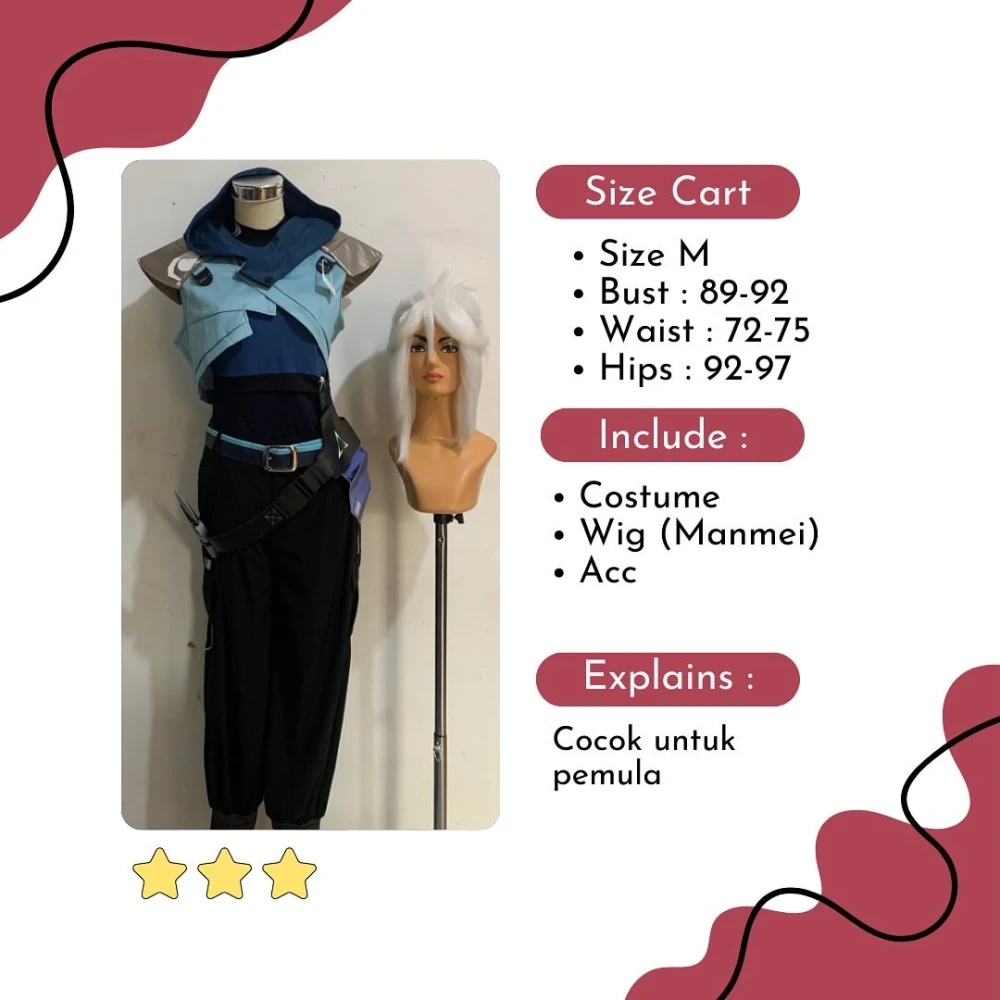 Size Cart
• Size M
• Bust : 89-92
• Waist : 72-75
• Hips : 92-97
Include :
• Costume
• Wig (Manmei)
• Acc
Explains :
Cocok untuk
pemula